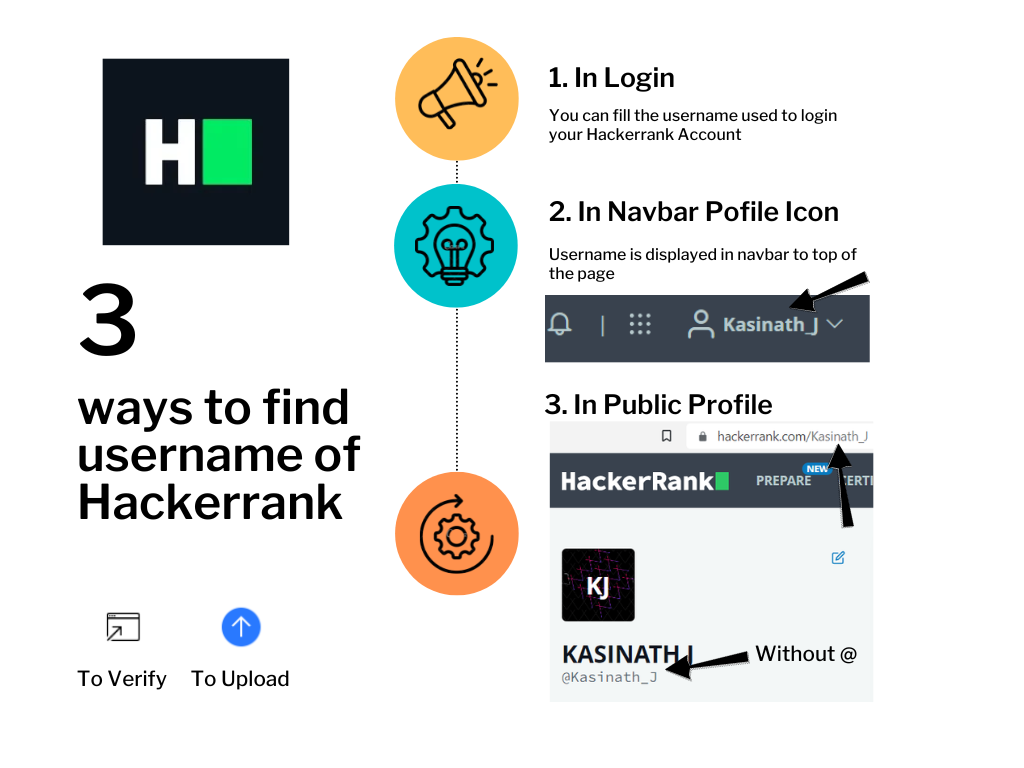 H
3
ways to find
username of
Hackerrank
To Verify
To Upload
1. In Login
You can fill the username used to login
your Hackerrank Account
2. In Navbar Pofile Icon
Username is displayed in navbar to top of
the page
| Kasinath_J
3. In Public Profile
hackerrank.com/Kasinath_J
NEW
HackerRank PREPARE CERTI
KJ
KASINATH J
@Kasinath_J
Without @